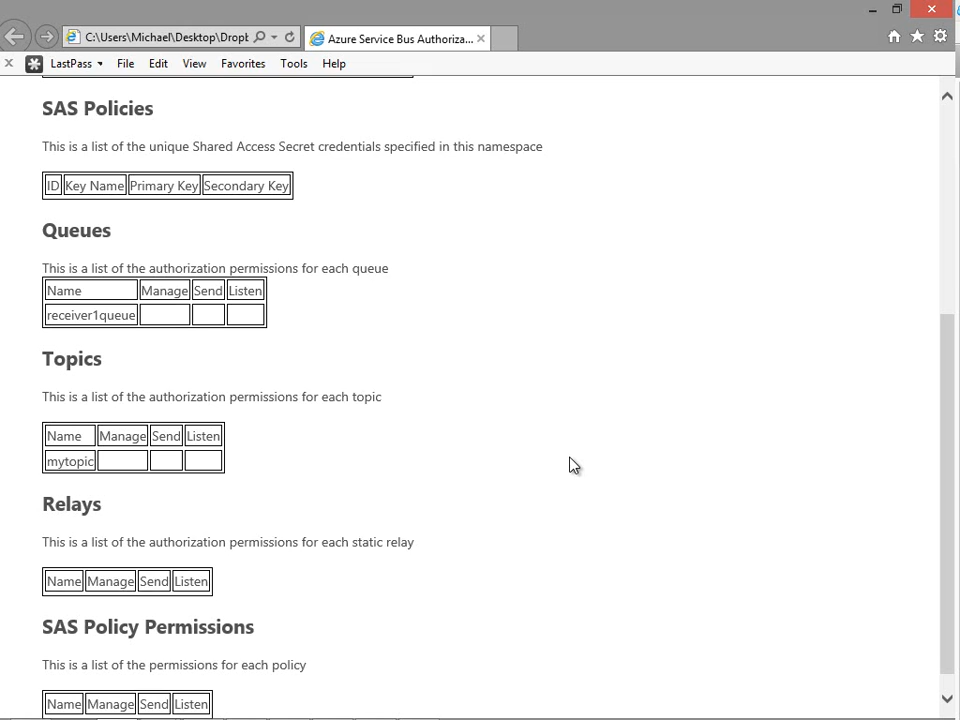 C:\Users\Michael\Desktop\Dropb
Azure Service Bus Authoriza...
LastPass File Edit View Favorites Tools Help
SAS Policies
This is a list of the unique Shared Access Secret credentials specified in this namespace
ID Key Name Primary Key Secondary Key
Queues
This is a list of the authorization permissions for each queue
Name Manage Send Listen
receiver1queue
Topics
This is a list of the authorization permissions for each topic
Name Manage Send Listen
mytopic
Relays
This is a list of the authorization permissions for each static relay
Name Manage Send Listen
SAS Policy Permissions
This is a list of the permissions for each policy
Name Manage Send Listen